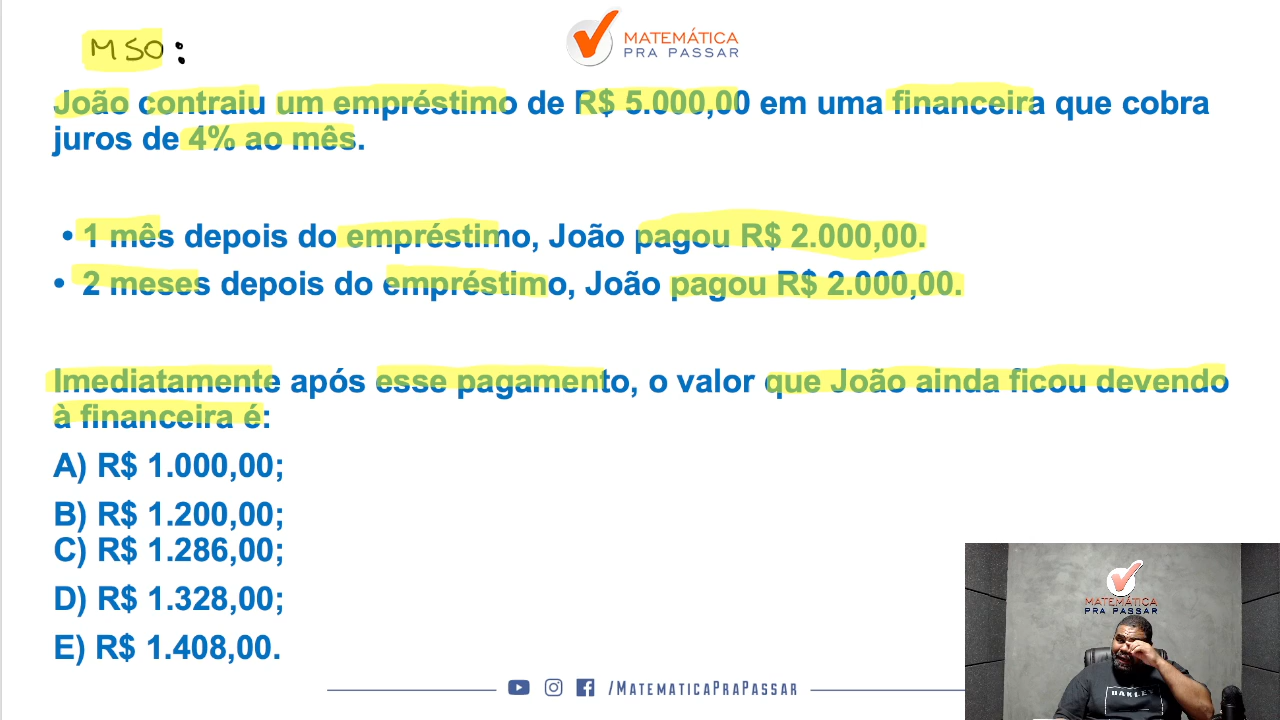 MSO:
MATEMÁTICA
PRA PASSAR
João contraiu um empréstimo de R$ 5.000,00 em uma financeira que cobra
juros de 4% ao mês.
• 1 mês depois do empréstimo, João pagou R$ 2.000,00.
• 2 meses depois do empréstimo, João pagou R$ 2.000,00.
Imediatamente após esse pagamento, o valor que João ainda ficou devendo
à financeira é:
A) R$ 1.000,00;
B) R$ 1.200,00;
C) R$ 1.286,00;
D) R$ 1.328,00;
E) R$ 1.408,00.
MATEMÁTICA
PRA PASSAR
OAKLEY
/MATEMATICAPRAPASSAR